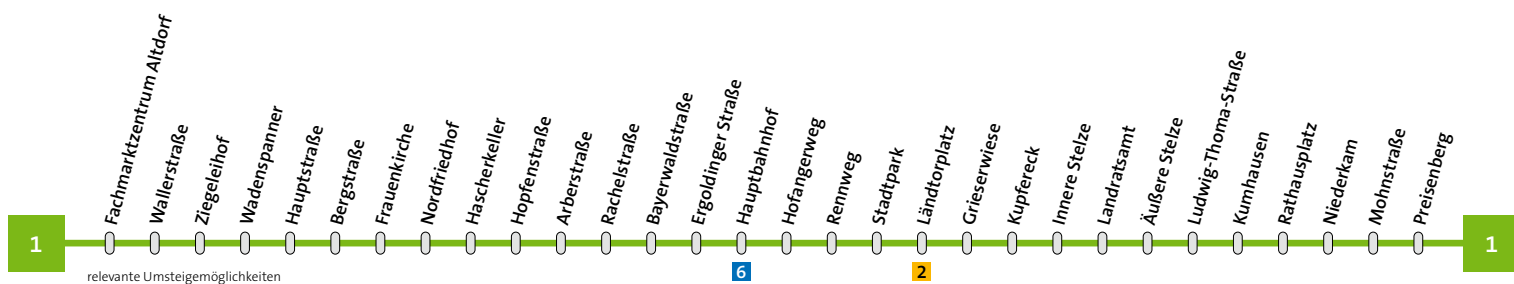 Fachmarktzentrum Altdorf
Wallerstraße
Ziegeleihof
Wadenspanner
Hauptstraße
Bergstraße
Frauenkirche
Nordfriedhof
Hascherkeller
Hopfenstraße
Arberstraße
Rachelstraße
Bayerwaldstraße
Ergoldinger Straße
Hauptbahnhof
Hofangerweg
Rennweg
Stadtpark
Ländtorplatz
Grieserwiese
Kupfereck
Innere Stelze
Landratsamt
Äußere Stelze
Ludwig-Thoma-Straße
Kumhausen
Rathausplatz
Niederkam
Mohnstraße
Preisenberg
1
1
relevante Umsteigemöglichkeiten
6
2